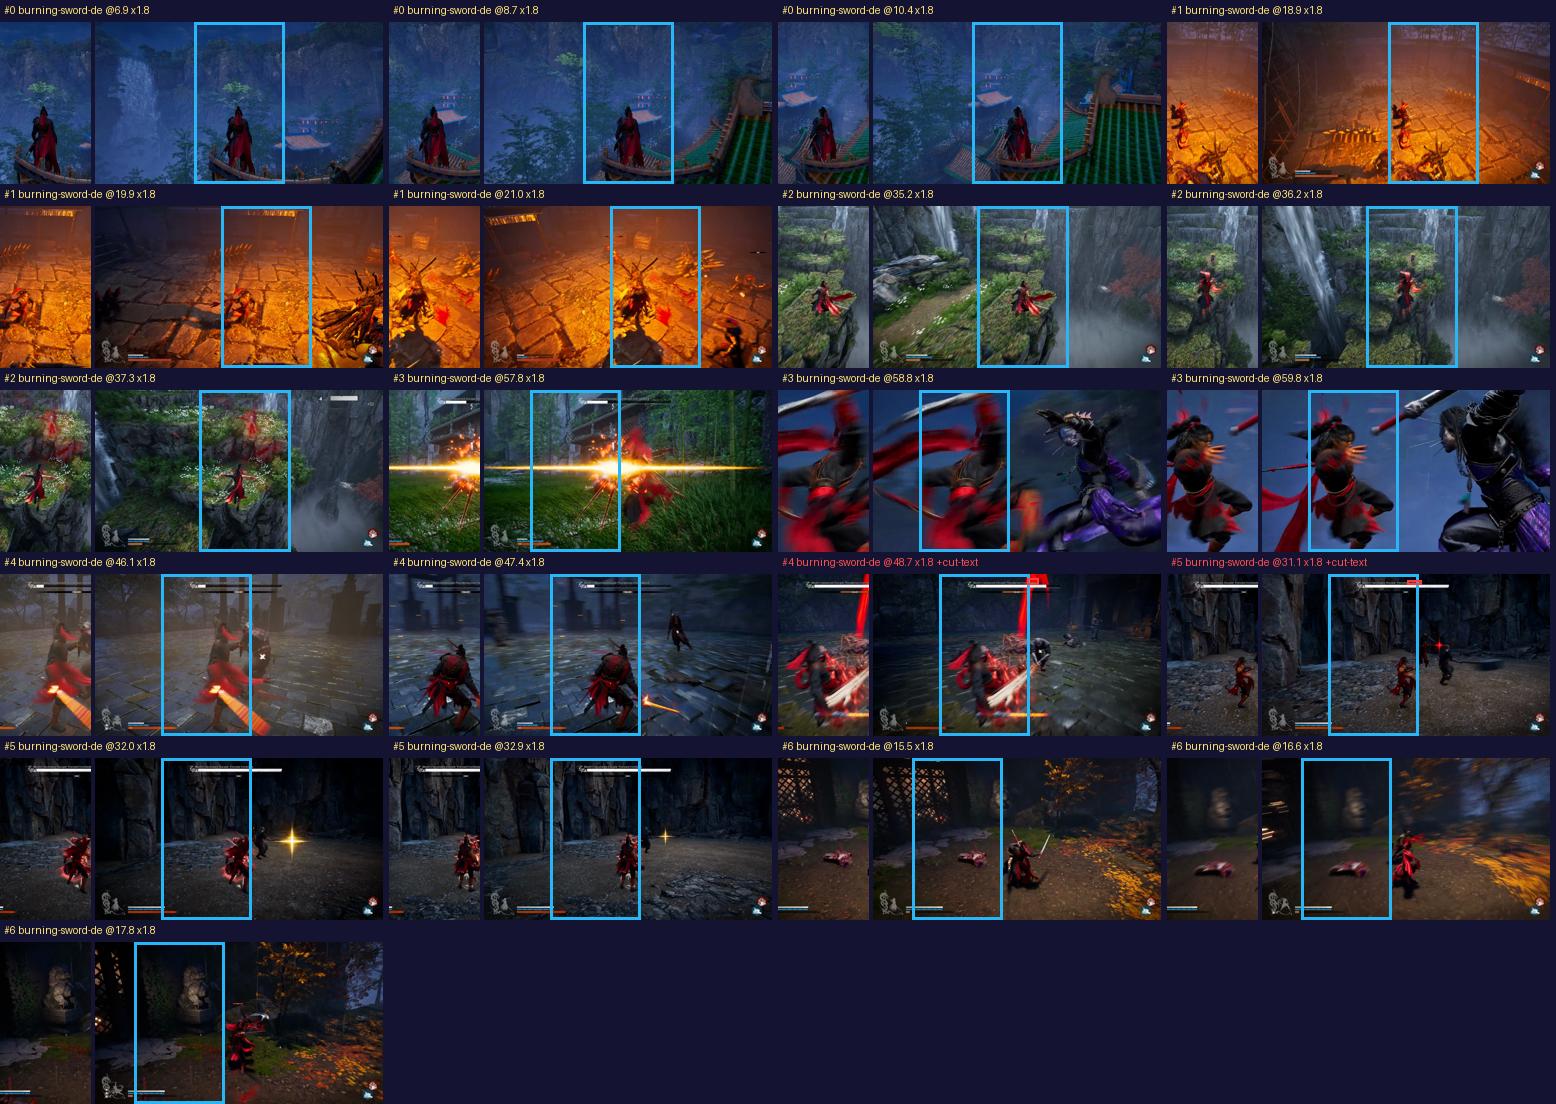 #0 burning-sword-de @6.9 x1.8
#0 burning-sword-de @8.7 x1.8
#0 burning-sword-de @10.4 x1.8
#1 burning-sword-de @18.9 x1.8
#1 burning-sword-de @19.9 x1.8
#1 burning-sword-de @21.0 x1.8
#2 burning-sword-de @35.2 x1.8
#2 burning-sword-de @36.2 x1.8
#2 burning-sword-de @37.3 x1.8
#3 burning-sword-de @57.8 x1.8
#3 burning-sword-de @58.8 x1.8
#3 burning-sword-de @59.8 x1.8
#4 burning-sword-de @46.1 x1.8
#4 burning-sword-de @47.4 x1.8
#4 burning-sword-de @48.7 x1.8 +cut-text
#5 burning-sword-de @31.1 x1.8 +cut-text
#5 burning-sword-de @32.0 x1.8
#5 burning-sword-de @32.9 x1.8
#6 burning-sword-de @15.5 x1.8
#6 burning-sword-de @16.6 x1.8
#6 burning-sword-de @17.8 x1.8